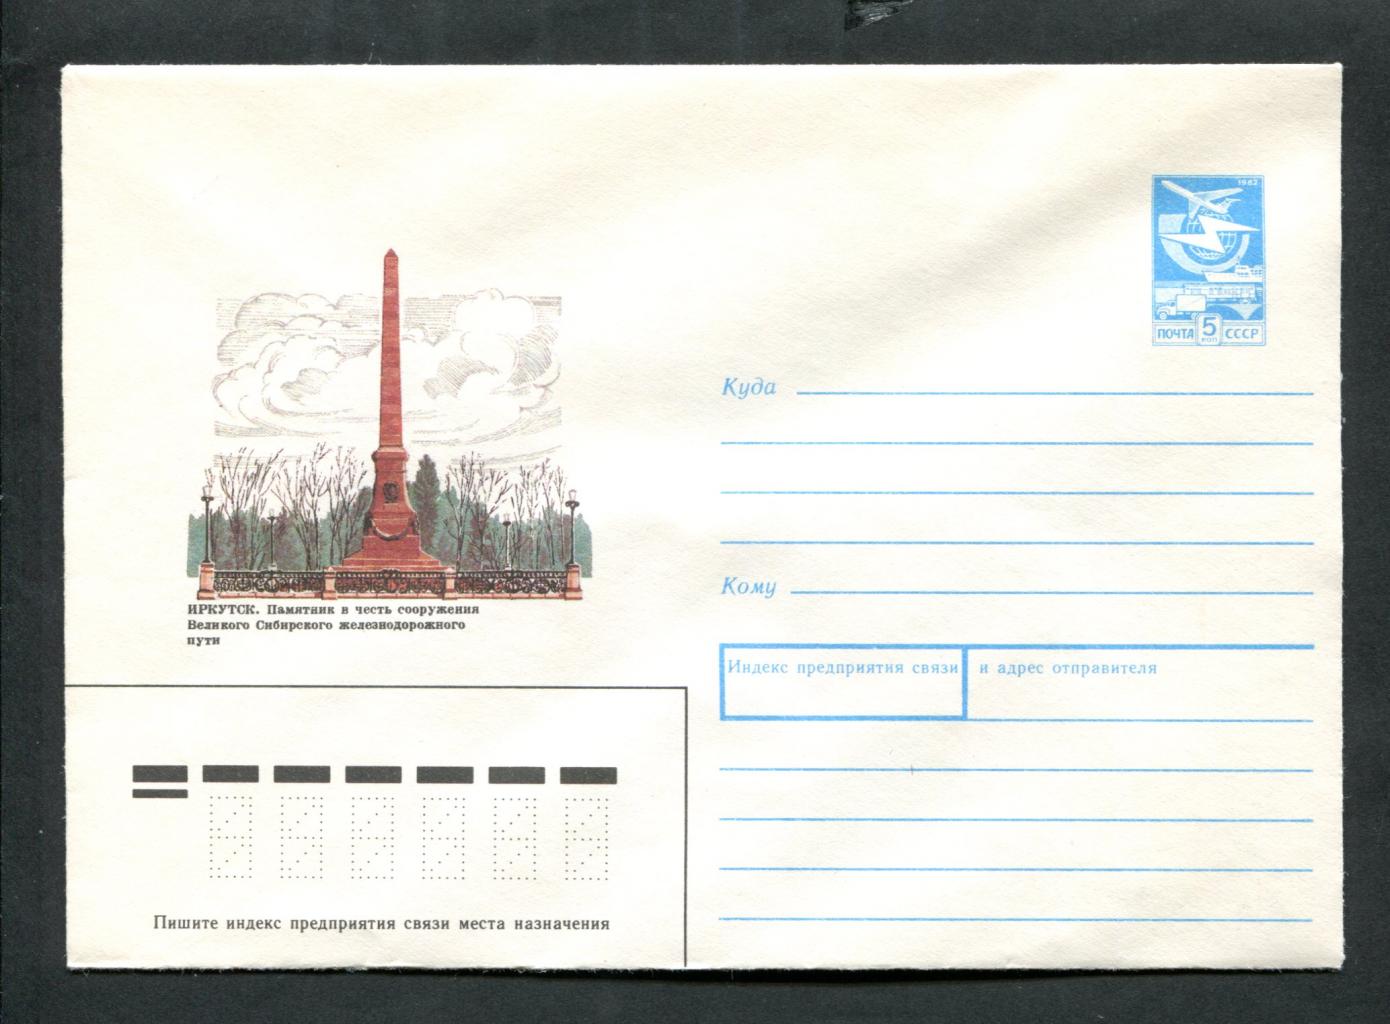 1982
ПОЧТА 5 КОП СССР
Куда
ИРКУТСК. Памятник в честь сооружения
Великого Сибирского железнодорожного
пути
Кому
Индекс предприятия связи и адрес отправителя
Пишите индекс предприятия связи места назначения